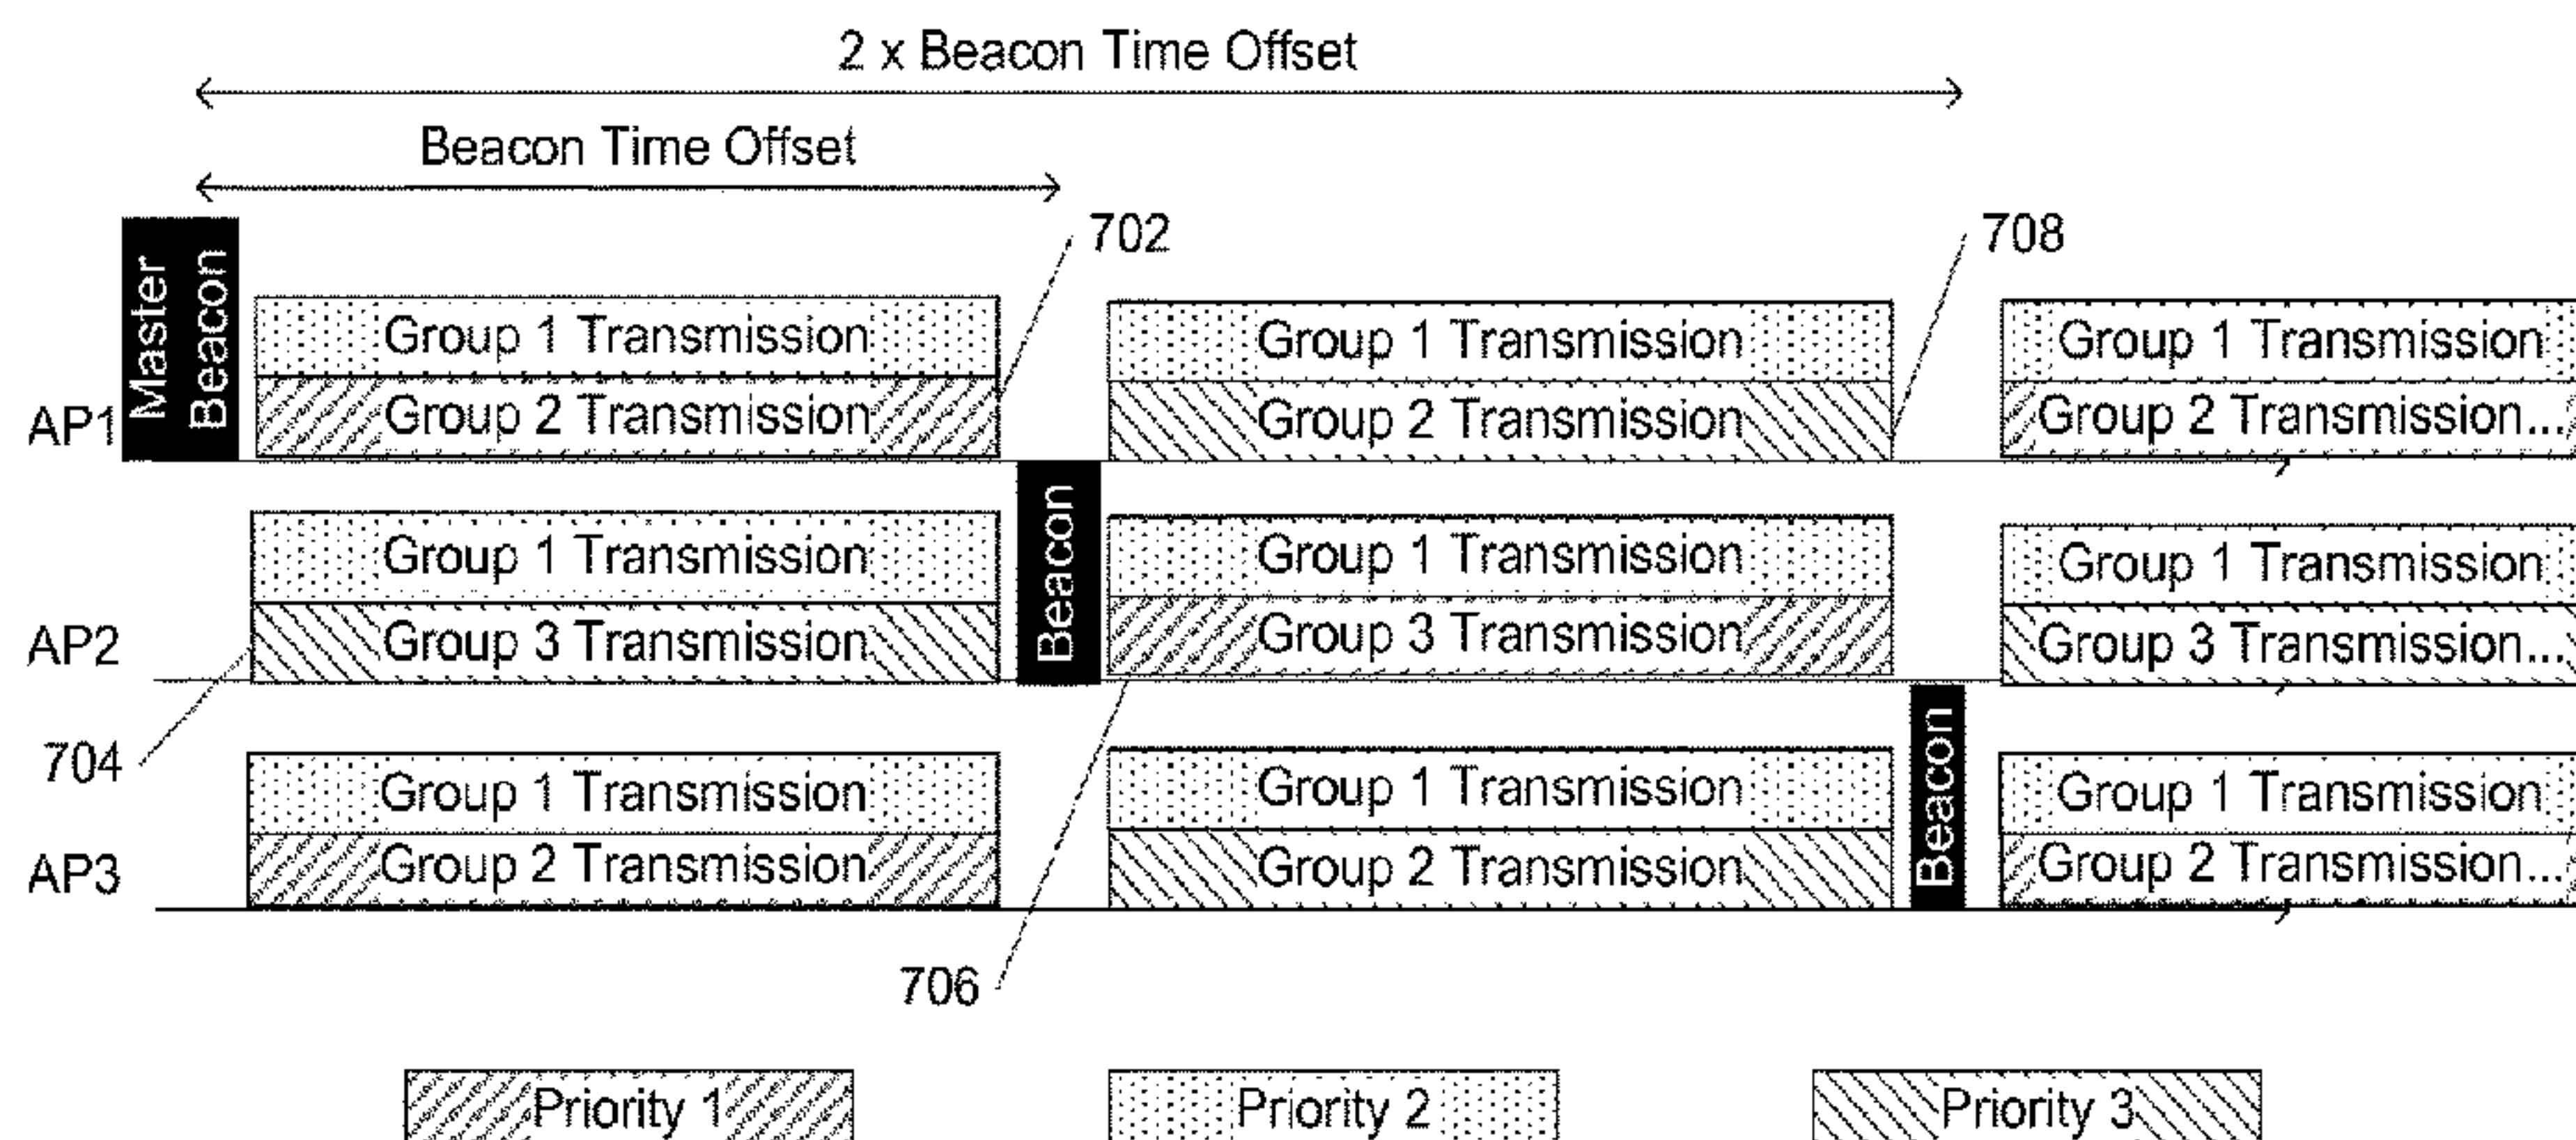 2 x Beacon Time Offset
Beacon Time Offset
702
708
Master
Beacon
Group 1 Transmission
Group 1 Transmission
Group 1 Transmission
AP1
Group 2 Transmission
Group 2 Transmission
Group 2 Transmission...
Beacon
Group 1 Transmission
Group 1 Transmission
Group 1 Transmission
AP2
Group 3 Transmission
Group 3 Transmission
Group 3 Transmission...
704
Beacon
Group 1 Transmission
Group 1 Transmission
Group 1 Transmission
AP3
Group 2 Transmission
Group 2 Transmission
Group 2 Transmission...
706
Priority 1
Priority 2
Priority 3